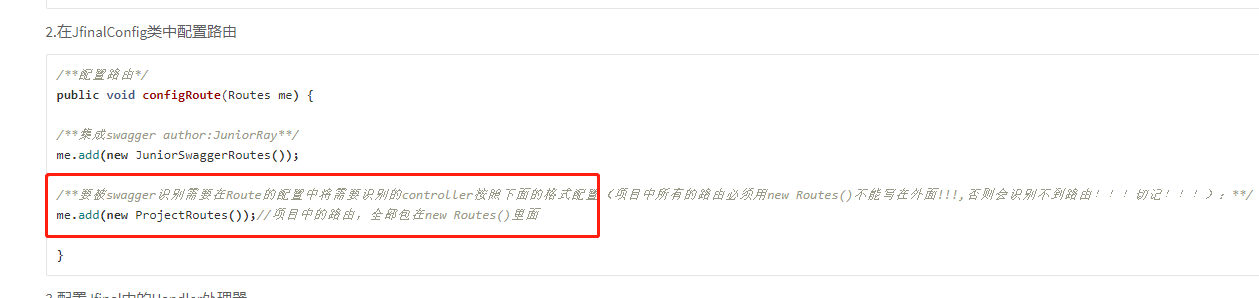 2.在JfinalConfig类中配置路由
/**配置路由*/
public void configRoute(Routes me) {
/**集成swagger author:JuniorRay**/
me.add(new JuniorSwaggerRoutes());
/**要被swagger识别需要在Route的配置中将需要识别的controller按照下面的格式配置（项目中所有的路由必须用new Routes()不能写在外面!!!,否则会识别不到路由！！！切记！！！）：**/
me.add(new ProjectRoutes());//项目中的路由，全部包在new Routes()里面
}
3.配置Jfinal中的Handler处理器